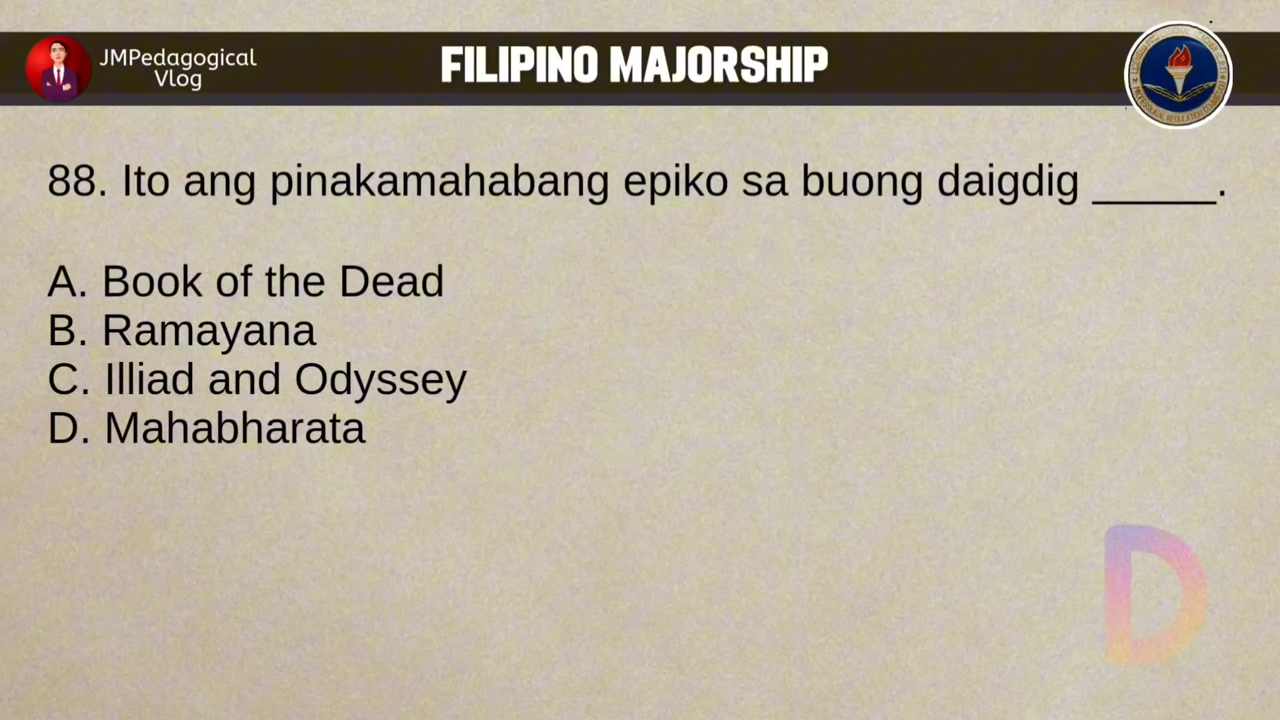 JMPedagogical
Vlog
FILIPINO MAJORSHIP
88. Ito ang pinakamahabang epiko sa buong daigdig _____.
A. Book of the Dead
B. Ramayana
C. Illiad and Odyssey
D. Mahabharata
D